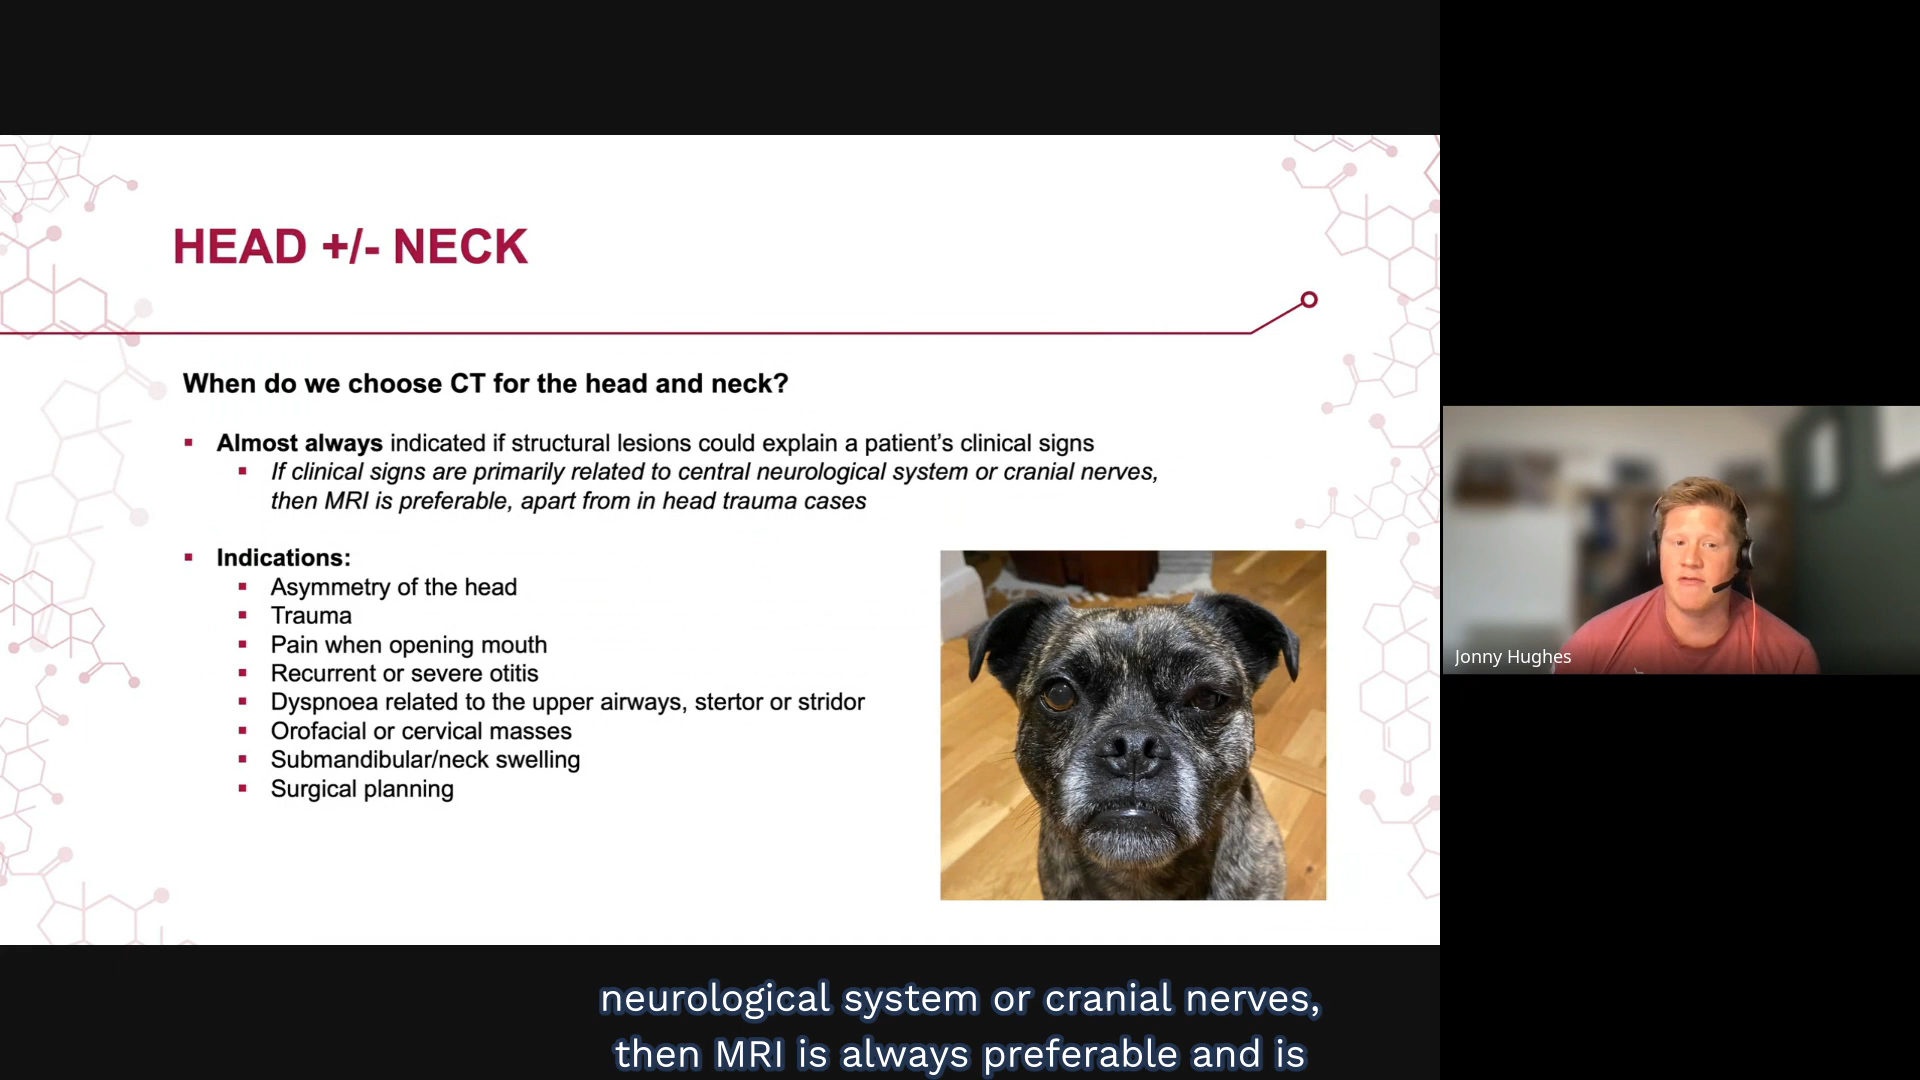 HEAD +/- NECK
When do we choose CT for the head and neck?
Almost always indicated if structural lesions could explain a patient's clinical signs
If clinical signs are primarily related to central neurological system or cranial nerves,
then MRI is preferable, apart from in head trauma cases
Indications:
Asymmetry of the head
Trauma
Pain when opening mouth
Recurrent or severe otitis
Dyspnoea related to the upper airways, stertor or stridor
Orofacial or cervical masses
Submandibular/neck swelling
Surgical planning
Jonny Hughes
neurological system or cranial nerves,
then MRI is always preferable and is